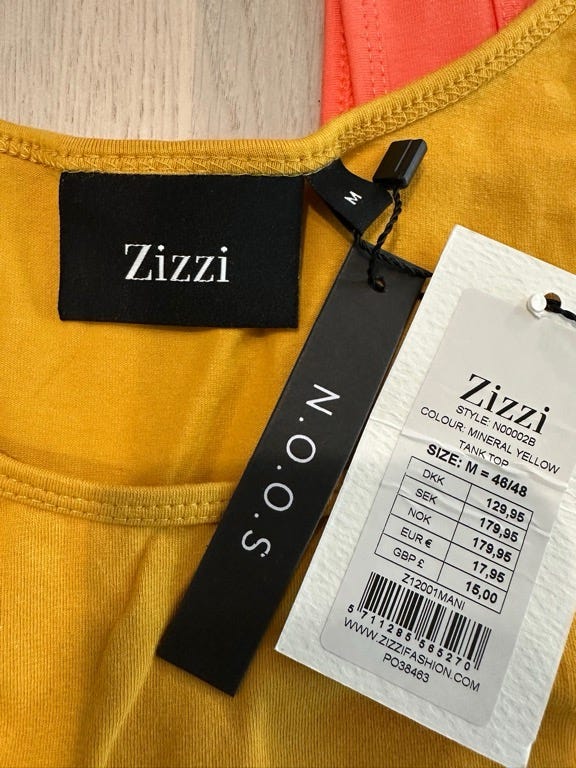 Zizzi
M
N.O.O.S
Zizzi
STYLE: N00002B
COLOUR: MINERAL YELLOW
TANK TOP
SIZE: M = 46/48
DKK 129,95
SEK 179,95
NOK 179,95
EUR € 17,95
GBP £ 15,00
Z12001MANI
5 711285 565270
WWW.ZIZZIFASHION.COM
PO38463